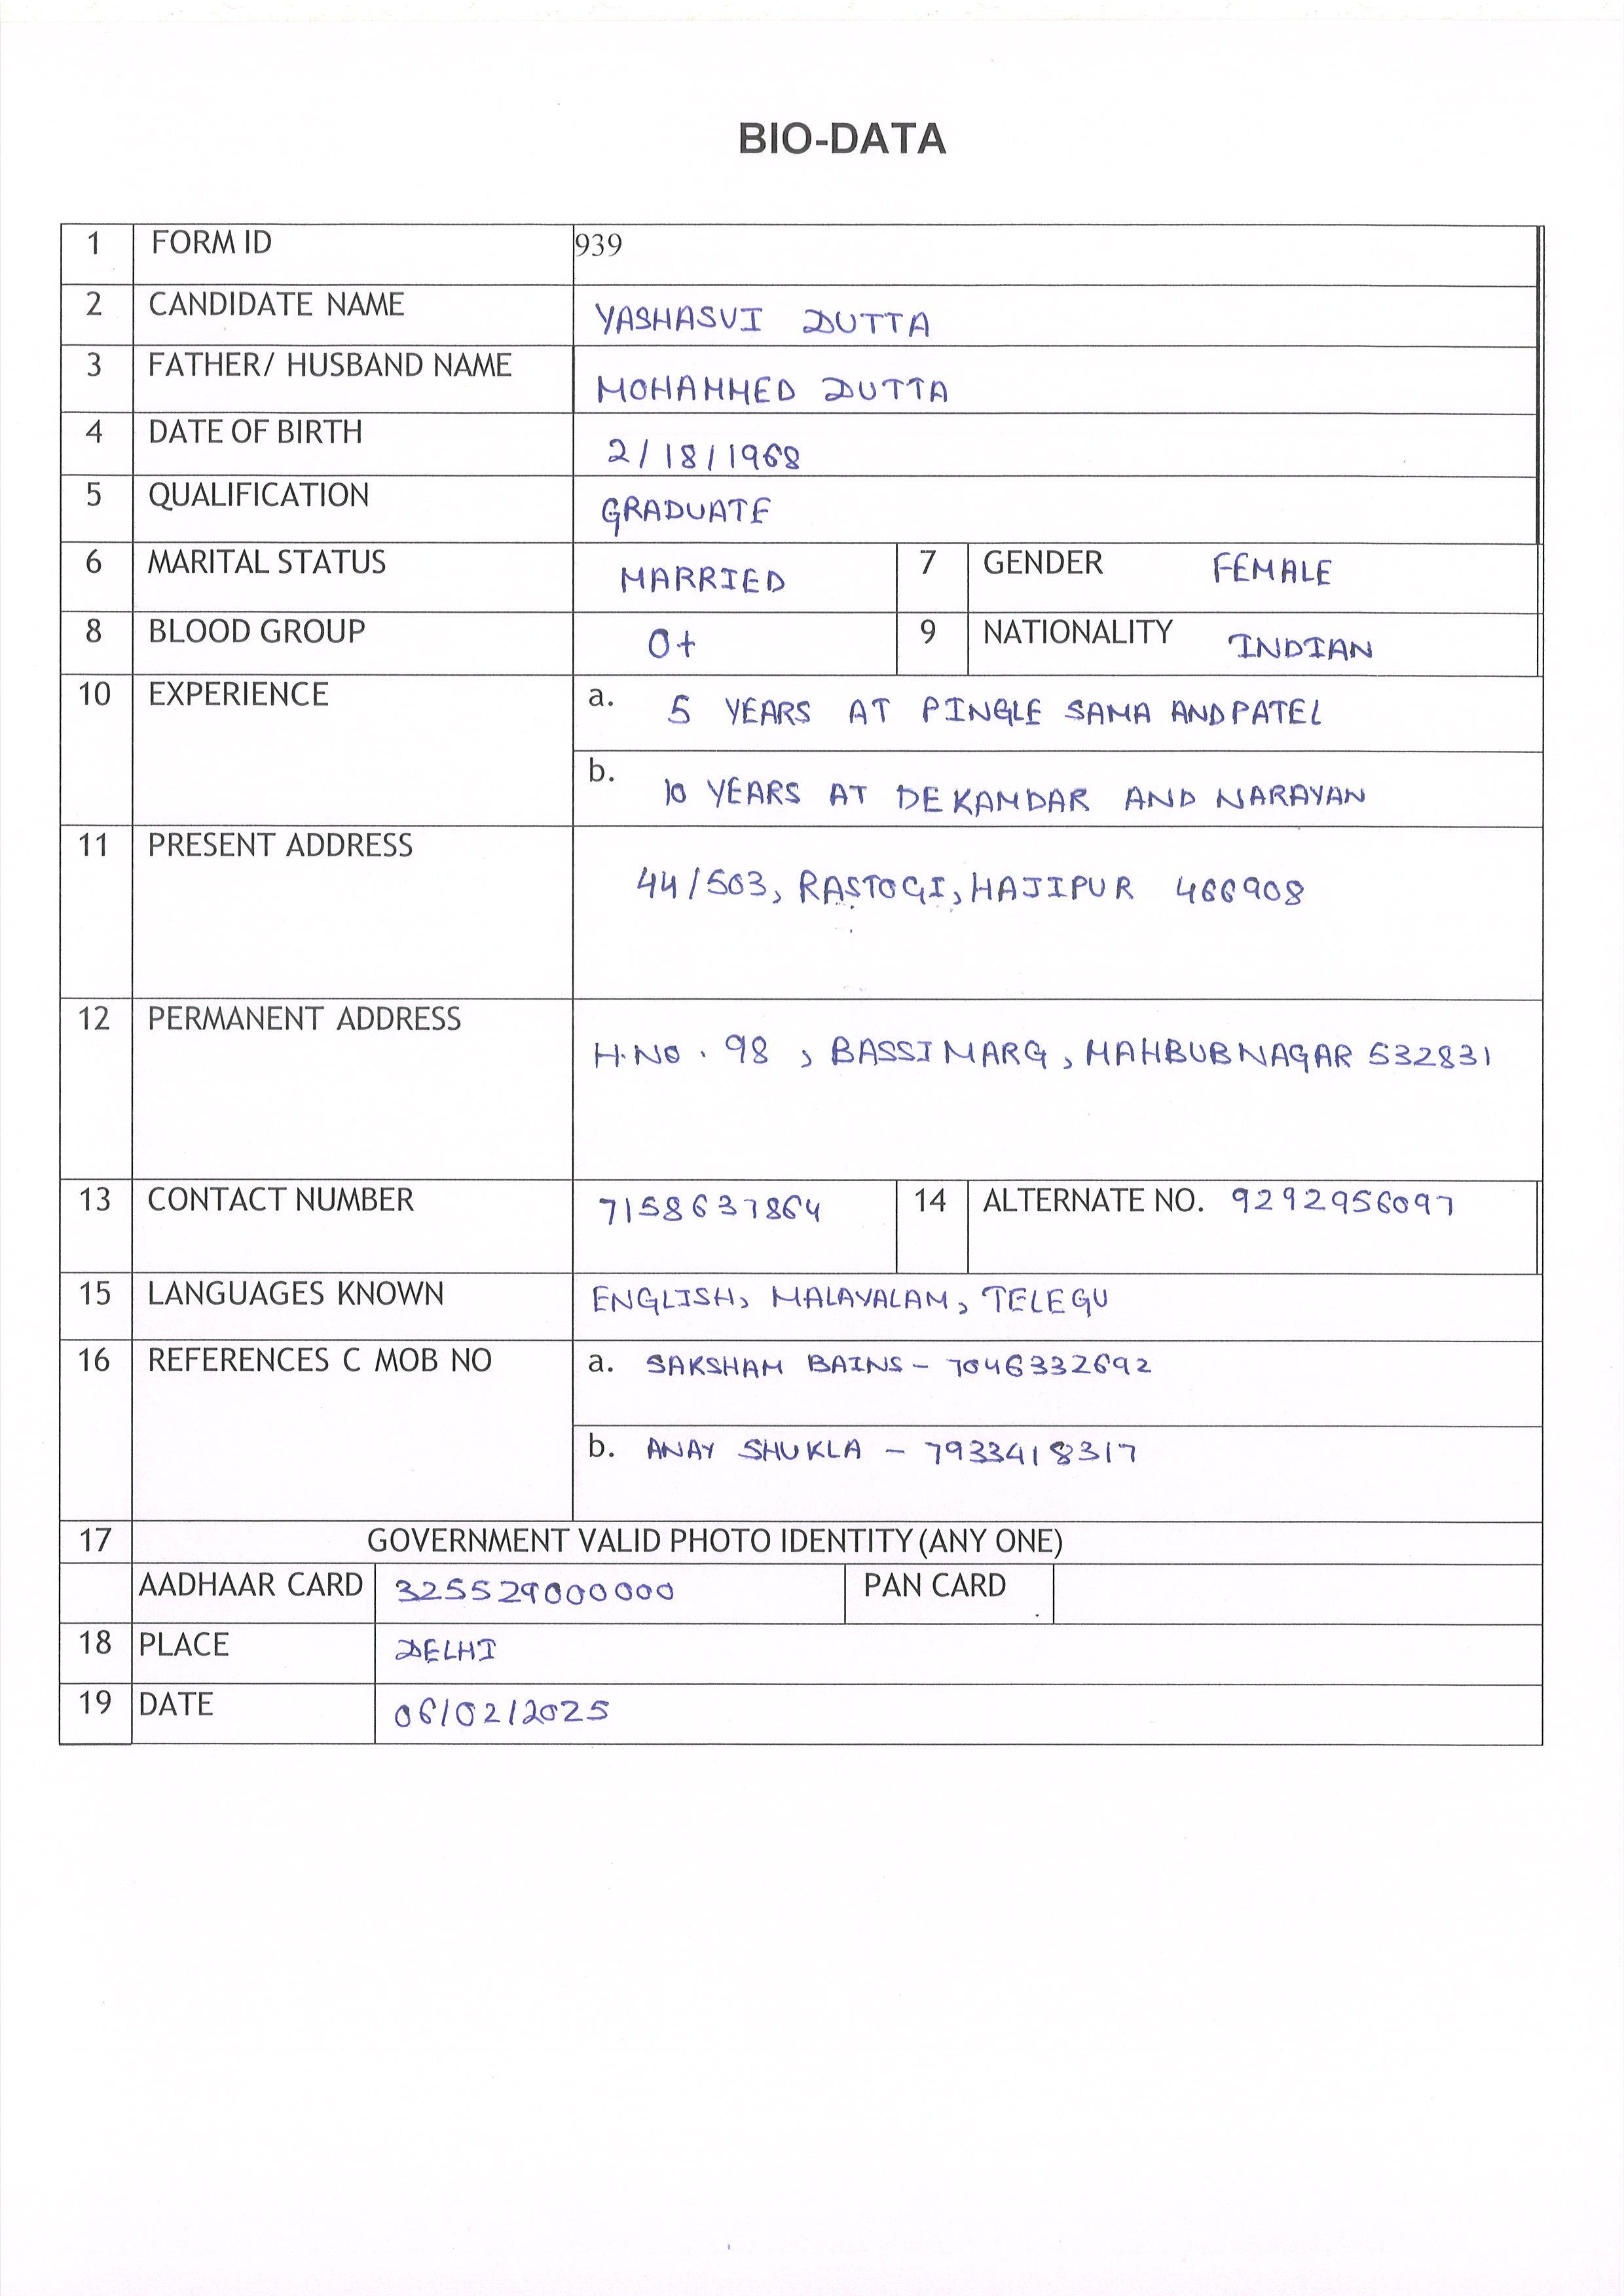 BIO-DATA
1 FORM ID 939
2 CANDIDATE NAME YASHASVI DUTTA
3 FATHER/ HUSBAND NAME MOHAMMED DUTTA
4 DATE OF BIRTH 2/18/1968
5 QUALIFICATION GRADUATE
6 MARITAL STATUS MARRIED 7 GENDER FEMALE
8 BLOOD GROUP O+ 9 NATIONALITY INDIAN
10 EXPERIENCE a. 5 YEARS AT PINGLE SAMA AND PATEL
b. 10 YEARS AT DE KAMDAR AND NARAYAN
11 PRESENT ADDRESS 44/503, RASTOGI, HAJIPUR 466908
12 PERMANENT ADDRESS H.NO. 98, BASSI MARG, MAHBUBNAGAR 532831
13 CONTACT NUMBER 7158637864 14 ALTERNATE NO. 9292956097
15 LANGUAGES KNOWN ENGLISH, MALAYALAM, TELEGU
16 REFERENCES C MOB NO a. SAKSHAM BAINS - 7046332692
b. ANAY SHUKLA - 7933418317
17 GOVERNMENT VALID PHOTO IDENTITY (ANY ONE)
AADHAAR CARD 325529000000 PAN CARD
18 PLACE DELHI
19 DATE 06/02/2025